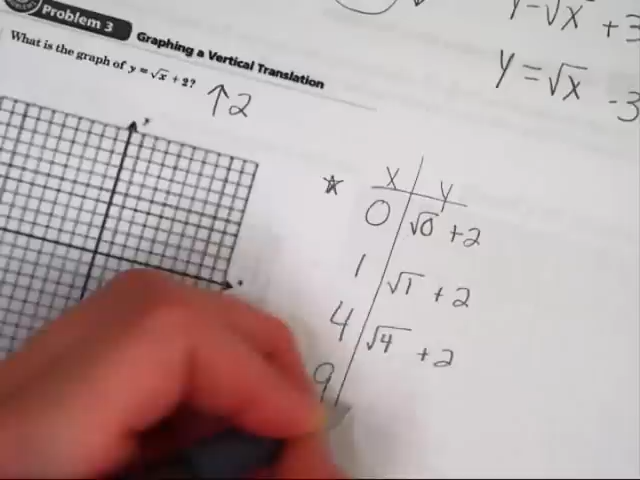 Problem 3 Graphing a Vertical Translation
What is the graph of y = √x + 2?
↑2
y = √x + 3
y = √x - 3
y
x
☆ x y
0 √0 + 2
1 √1 + 2
4 √4 + 2
9